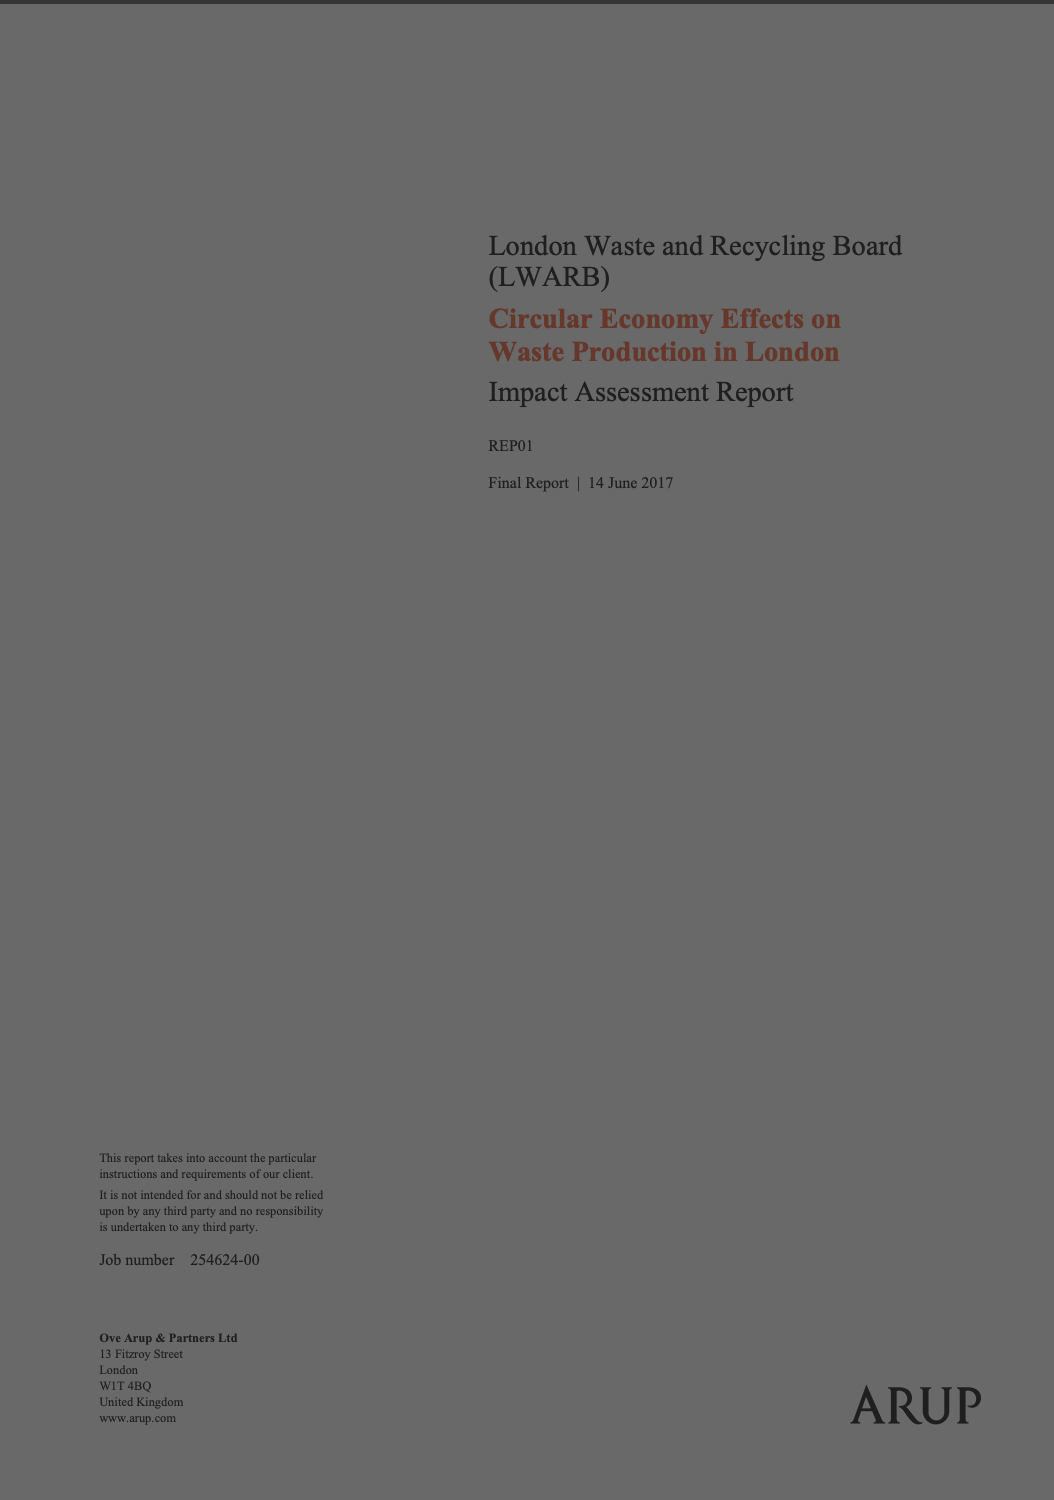 London Waste and Recycling Board
(LWARB)
Circular Economy Effects on
Waste Production in London
Impact Assessment Report
REP01
Final Report | 14 June 2017
This report takes into account the particular
instructions and requirements of our client.
It is not intended for and should not be relied
upon by any third party and no responsibility
is undertaken to any third party.
Job number 254624-00
Ove Arup & Partners Ltd
13 Fitzroy Street
London
W1T 4BQ
United Kingdom
www.arup.com
ARUP